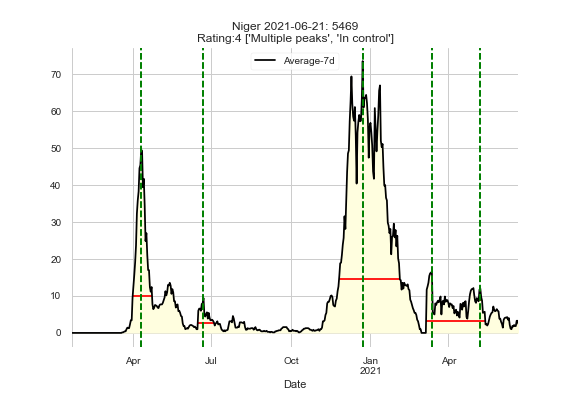 Niger 2021-06-21: 5469
Rating:4 ['Multiple peaks', 'In control']
Average-7d
70
60
50
40
30
20
10
0
Apr
Jul
Oct
Jan
2021
Apr
Date